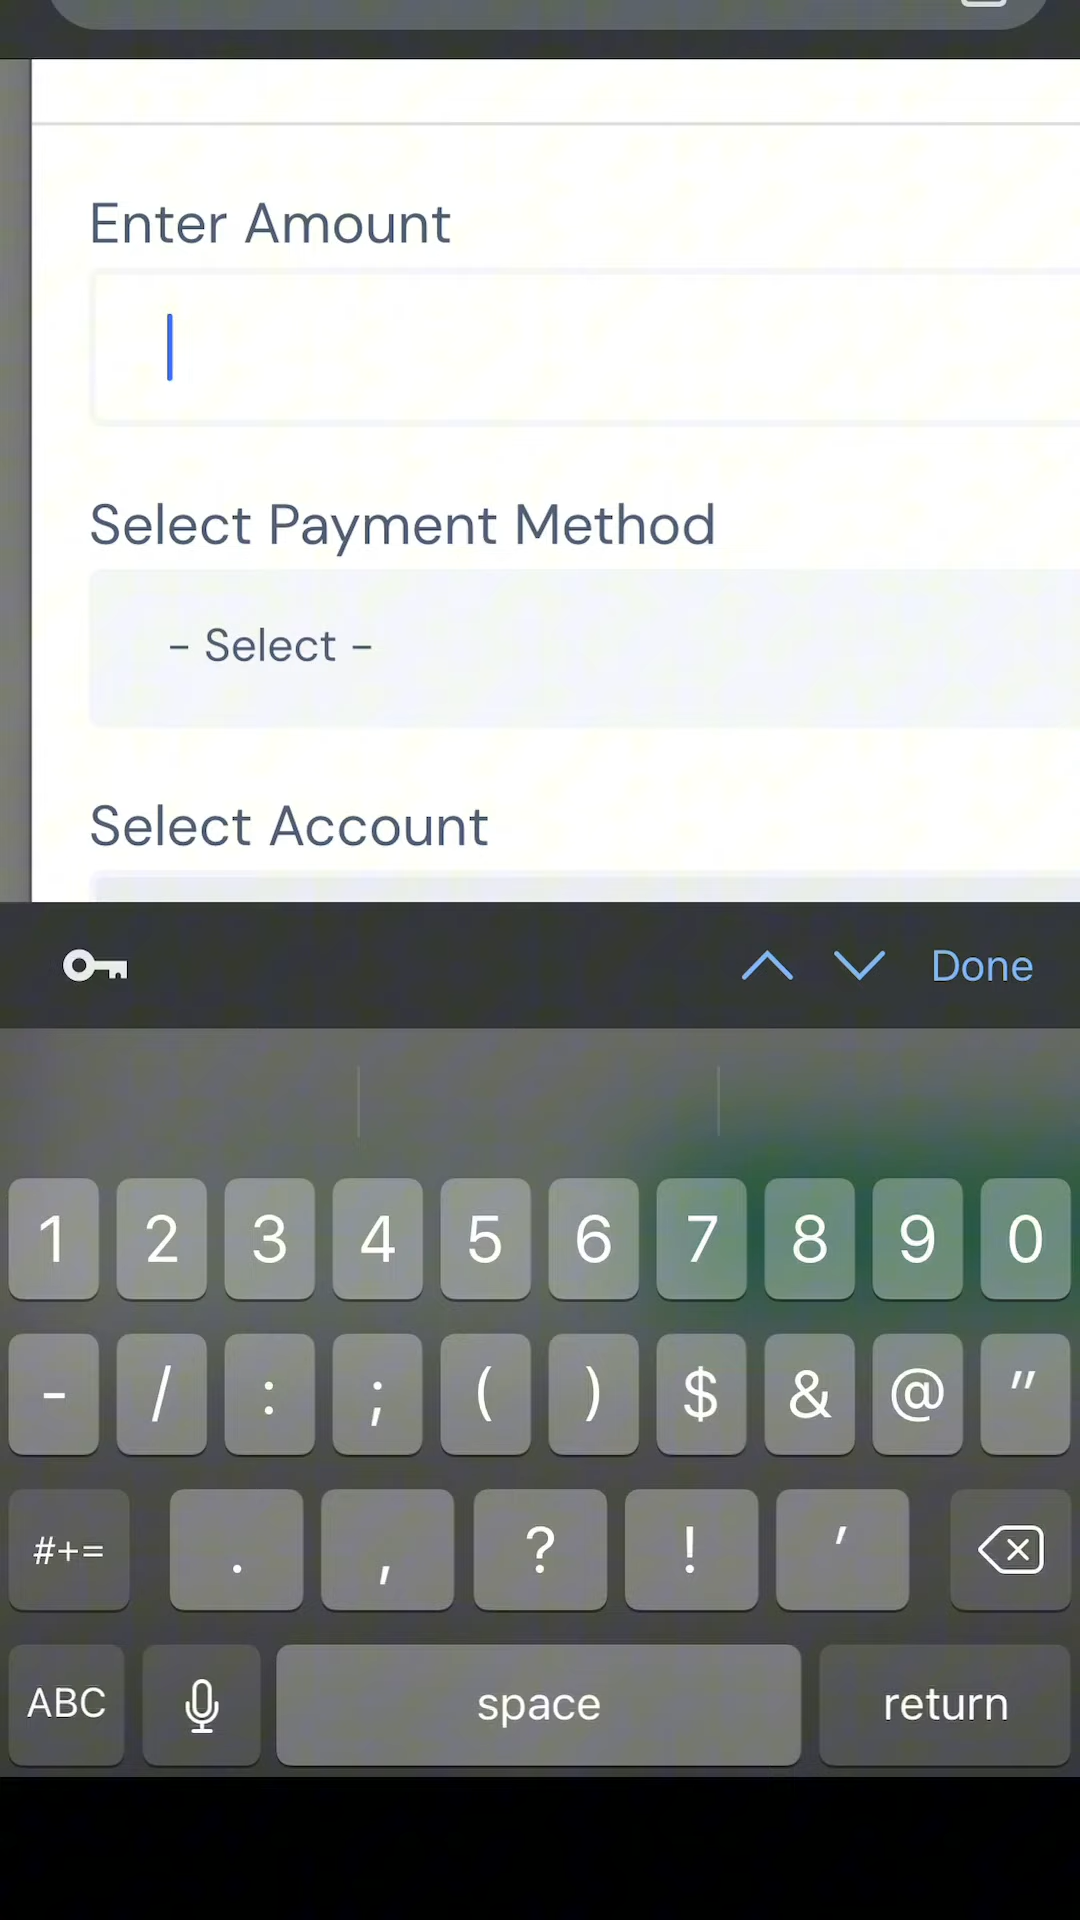 Enter Amount
Select Payment Method
- Select -
Select Account
Done
1 2 3 4 5 6 7 8 9 0
- / : ; ( ) $ & @ "
#+= . , ? ! '
ABC space return